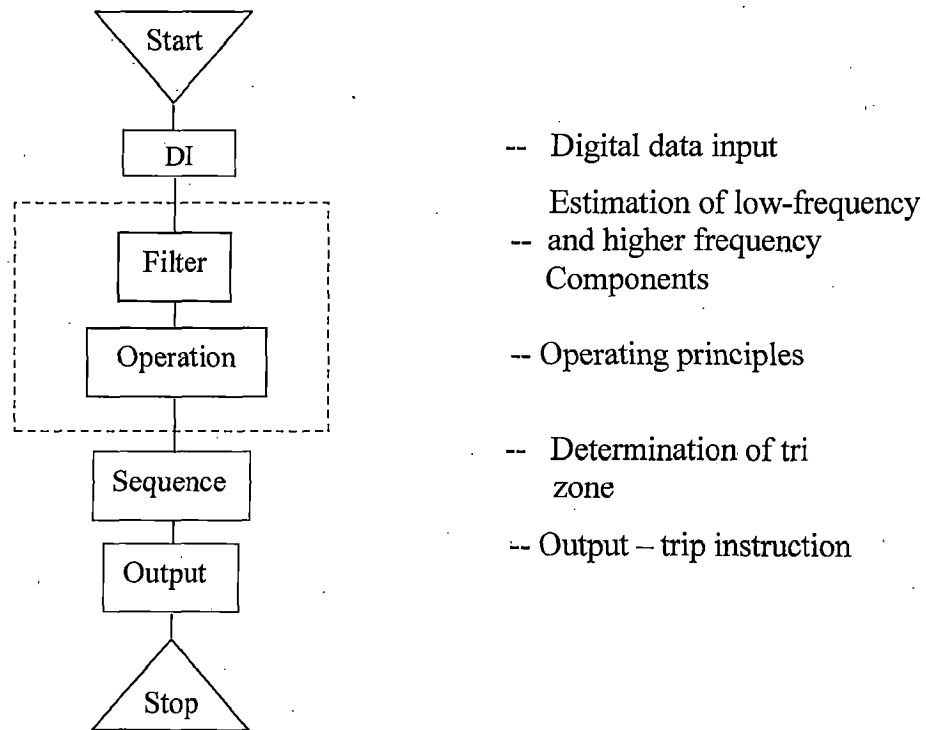 Start
DI
-- Digital data input
Estimation of low-frequency
-- and higher frequency
Components
Filter
Operation
-- Operating principles
Sequence
-- Determination of tri
zone
Output
-- Output – trip instruction
Stop